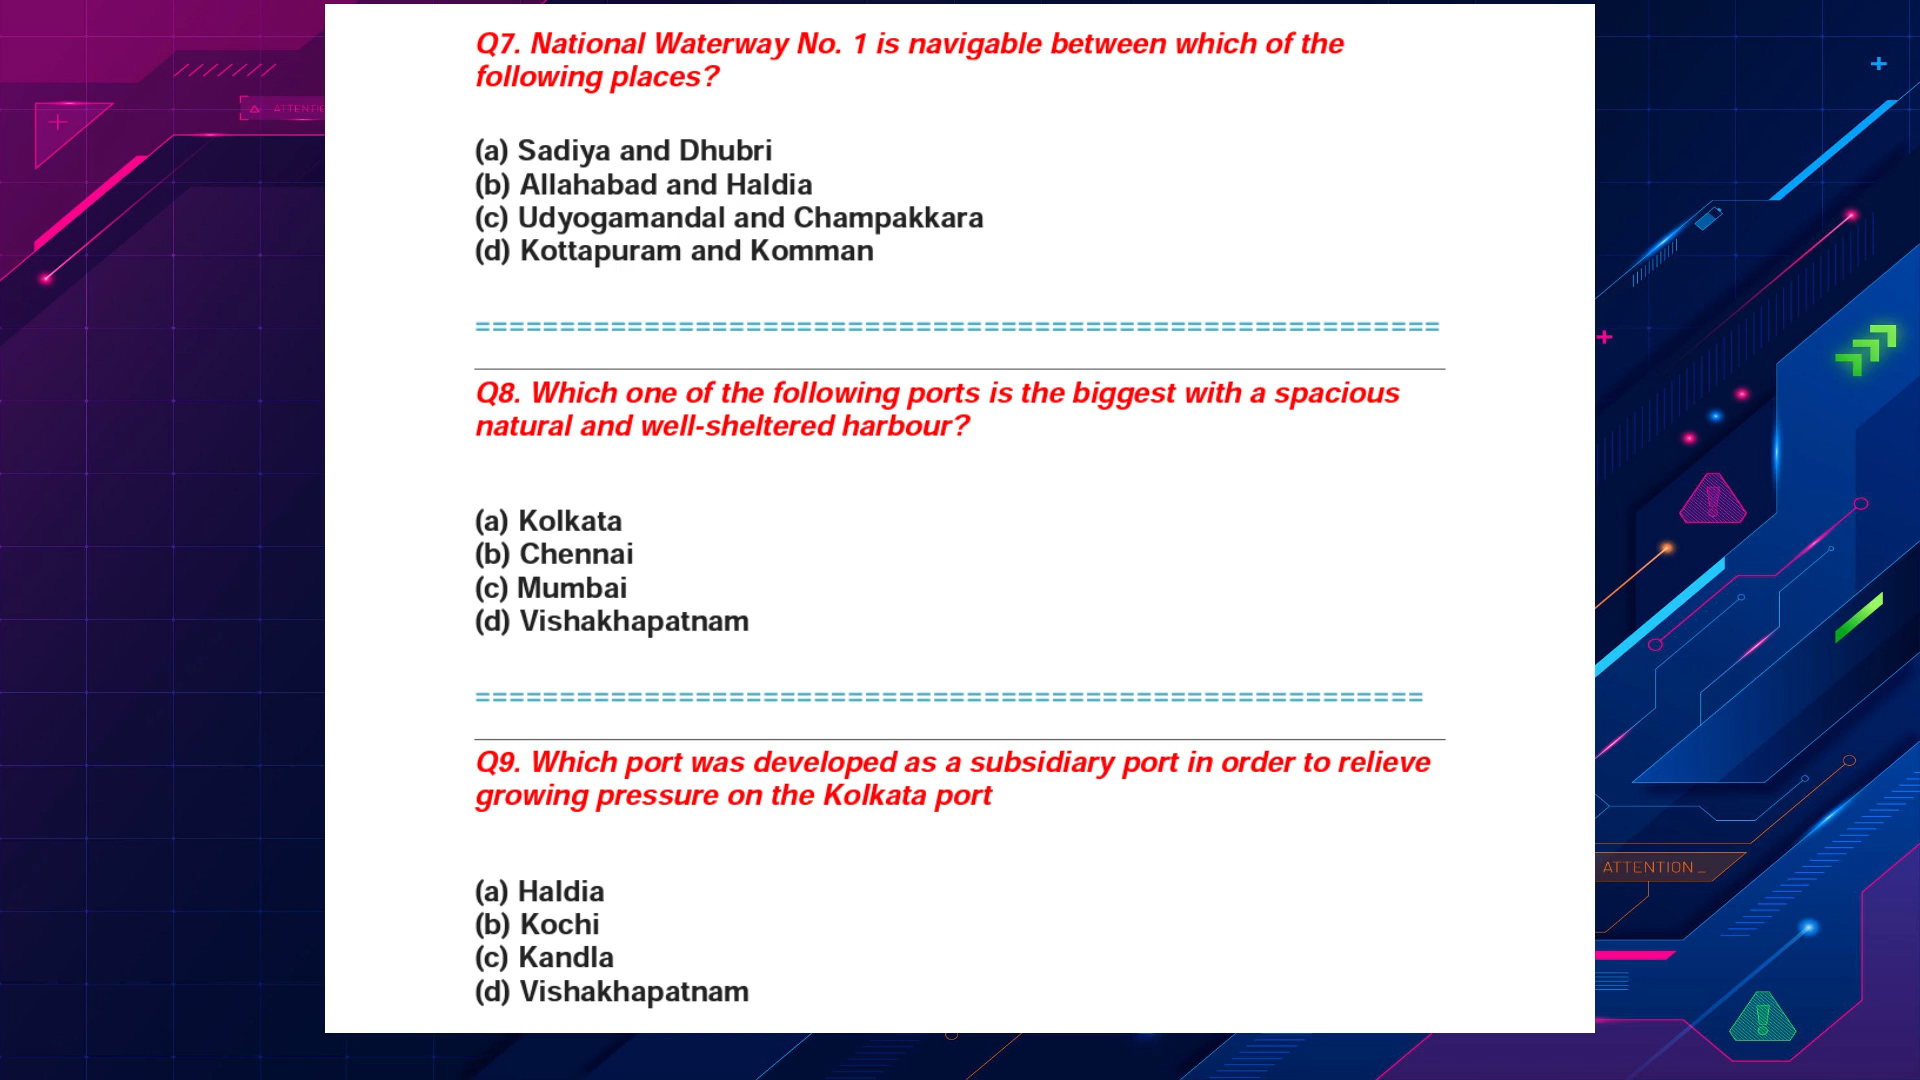 Q7. National Waterway No. 1 is navigable between which of the
following places?
(a) Sadiya and Dhubri
(b) Allahabad and Haldia
(c) Udyogamandal and Champakkara
(d) Kottapuram and Komman
=========================================================
Q8. Which one of the following ports is the biggest with a spacious
natural and well-sheltered harbour?
(a) Kolkata
(b) Chennai
(c) Mumbai
(d) Vishakhapatnam
========================================================
Q9. Which port was developed as a subsidiary port in order to relieve
growing pressure on the Kolkata port
(a) Haldia
(b) Kochi
(c) Kandla
(d) Vishakhapatnam
ATTENTIO
ATTENTION _